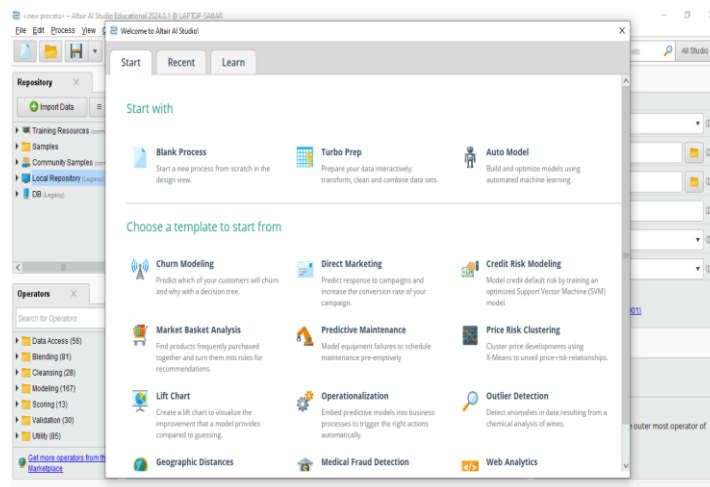 <new process> – Altair AI Studio Educational 2024.0.1 @ LAPTOP-SABAR
File Edit Process View
Welcome to Altair AI Studio!
All Studio
Start Recent Learn
Repository
Import Data
Training Resources
Samples
Community Samples
Local Repository (Legacy)
DB (Legacy)
Operators
Search for Operators
Data Access (56)
Blending (81)
Cleansing (28)
Modeling (167)
Scoring (13)
Validation (30)
Utility (85)
Get more operators from th
Marketplace
Start with
Blank Process
Start a new process from scratch in the
design view.
Turbo Prep
Prepare your data interactively:
transform, clean and combine data sets.
Auto Model
Build and optimize models using
automated machine learning.
Choose a template to start from
Churn Modeling
Predict which of your customers will churn
and why with a decision tree.
Direct Marketing
Predict response to campaigns and
increase the conversion rate of your
campaign.
Credit Risk Modeling
Model credit default risk by training an
optimized Support Vector Machine (SVM)
model.
Market Basket Analysis
Find products frequently purchased
together and turn them into rules for
recommendations.
Predictive Maintenance
Model equipment failures to schedule
maintenance pre-emptively
Price Risk Clustering
Cluster price developments using
X-Means to unveil price-risk-relationships.
Lift Chart
Create a lift chart to visualize the
improvement that a model provides
compared to guessing.
Operationalization
Embed predictive models into business
processes to trigger the right actions
automatically.
Outlier Detection
Detect anomalies in data resulting from a
chemical analysis of wines.
Geographic Distances
Medical Fraud Detection
Web Analytics
outer most operator of